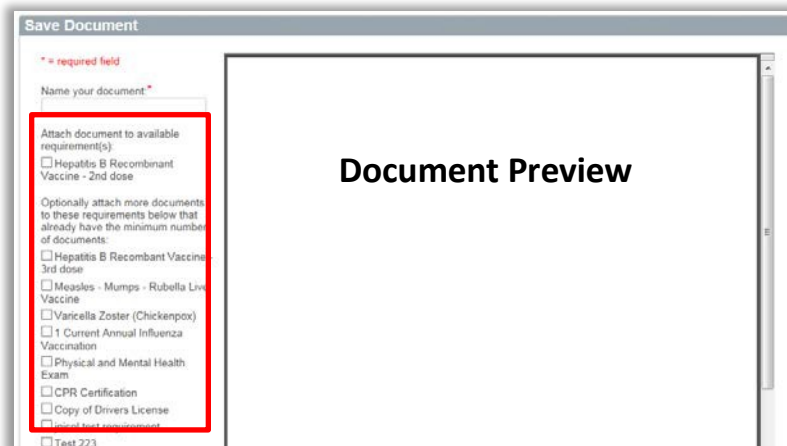 Save Document
* = required field
Name your document:*
Attach document to available
requirement(s):
Hepatitis B Recombinant
Vaccine - 2nd dose
Optionally attach more documents
to these requirements below that
already have the minimum number
of documents:
Hepatitis B Recombant Vaccine -
3rd dose
Measles - Mumps - Rubella Live
Vaccine
Varicella Zoster (Chickenpox)
1 Current Annual Influenza
Vaccination
Physical and Mental Health
Exam
CPR Certification
Copy of Drivers License
test requirement
Test 223
Document Preview